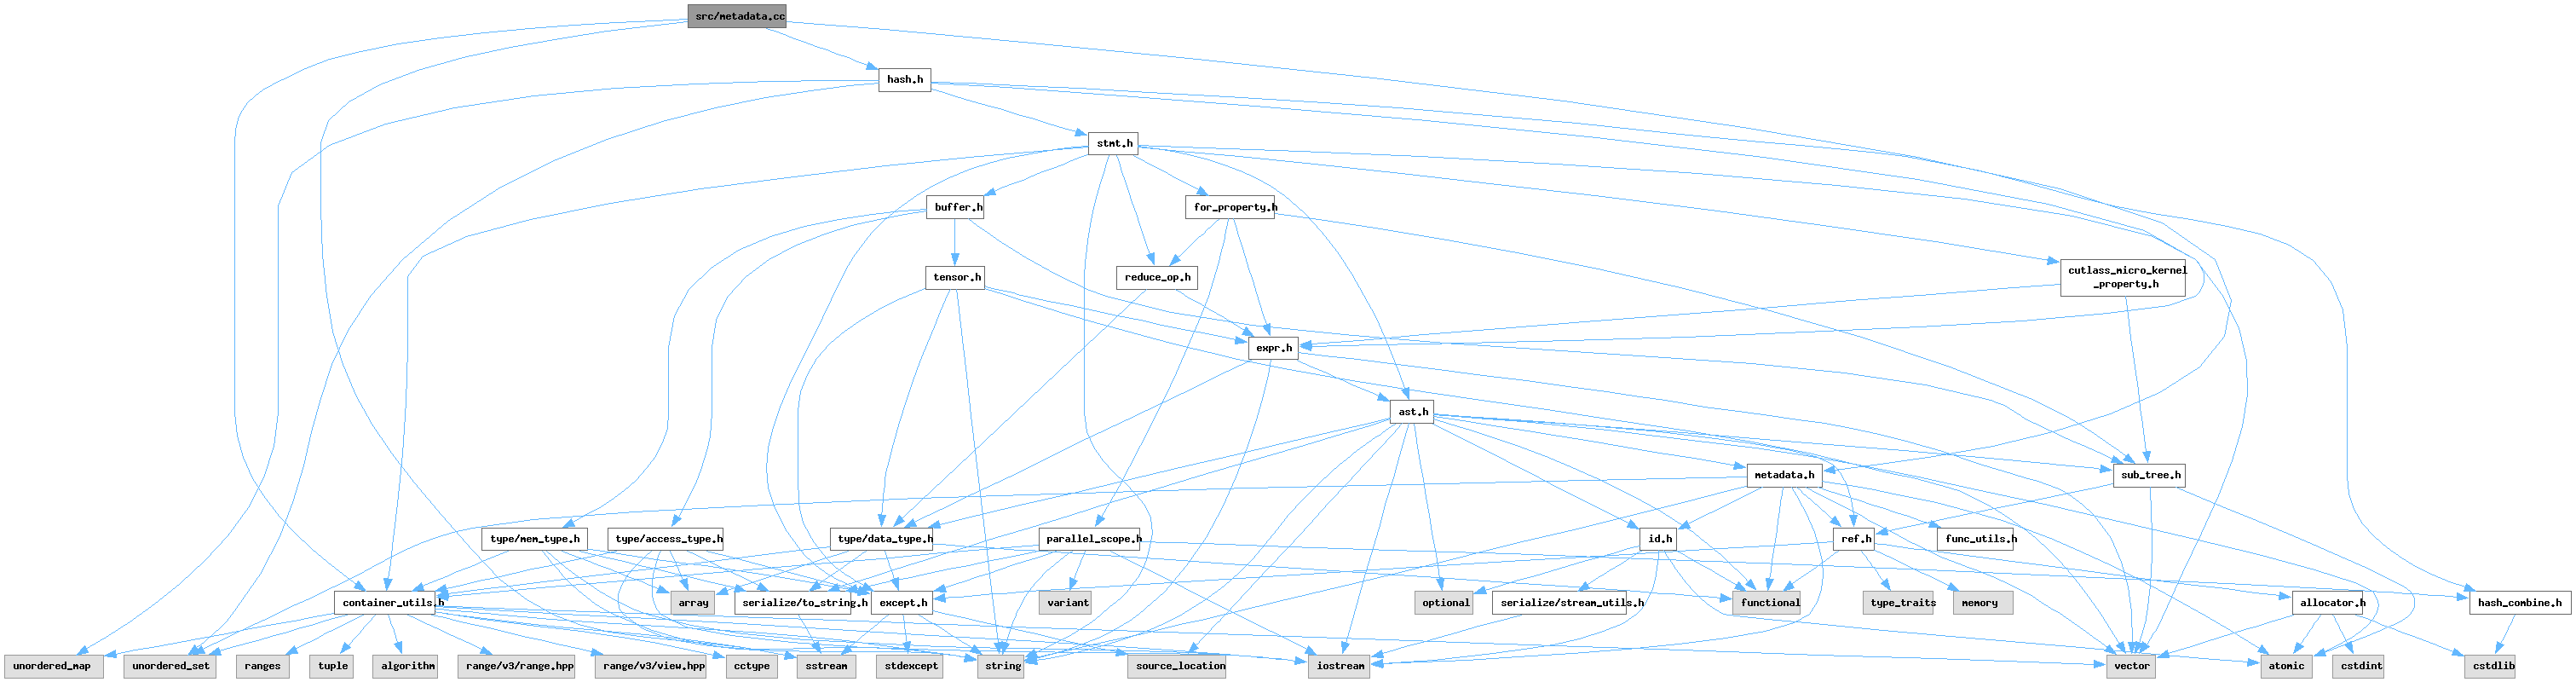 src/metadata.cc
hash.h
stmt.h
buffer.h
for_property.h
tensor.h
reduce_op.h
cutlass_micro_kernel
_property.h
expr.h
ast.h
metadata.h
sub_tree.h
type/mem_type.h
type/access_type.h
type/data_type.h
parallel_scope.h
id.h
ref.h
func_utils.h
container_utils.h
array
serialize/to_string.h
except.h
variant
optional
serialize/stream_utils.h
functional
type_traits
memory
allocator.h
hash_combine.h
unordered_map
unordered_set
ranges
tuple
algorithm
range/v3/range.hpp
range/v3/view.hpp
cctype
sstream
stdexcept
string
source_location
iostream
vector
atomic
cstdint
cstdlib